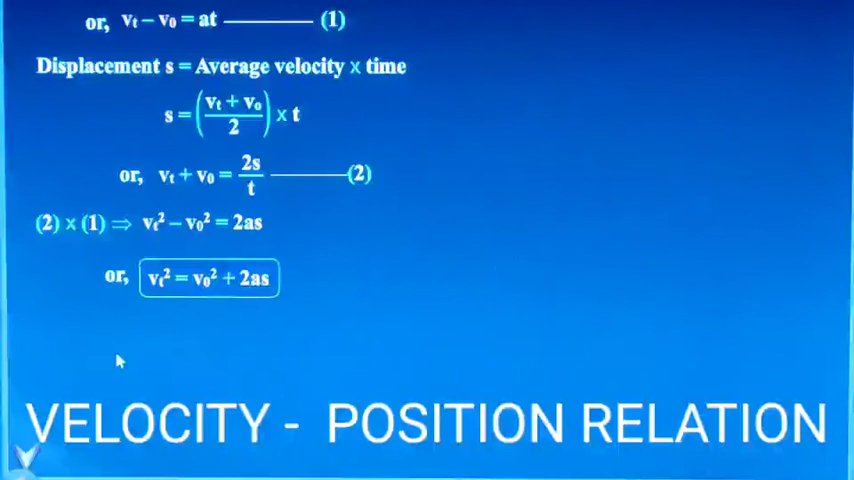 or, vₜ – v₀ = at ———— (1)
Displacement s = Average velocity x time
s = ((vₜ + v₀)/2) x t
or, vₜ + v₀ = 2s/t ———— (2)
(2) x (1) ⇒ vₜ² – v₀² = 2as
or, vₜ² = v₀² + 2as
VELOCITY - POSITION RELATION